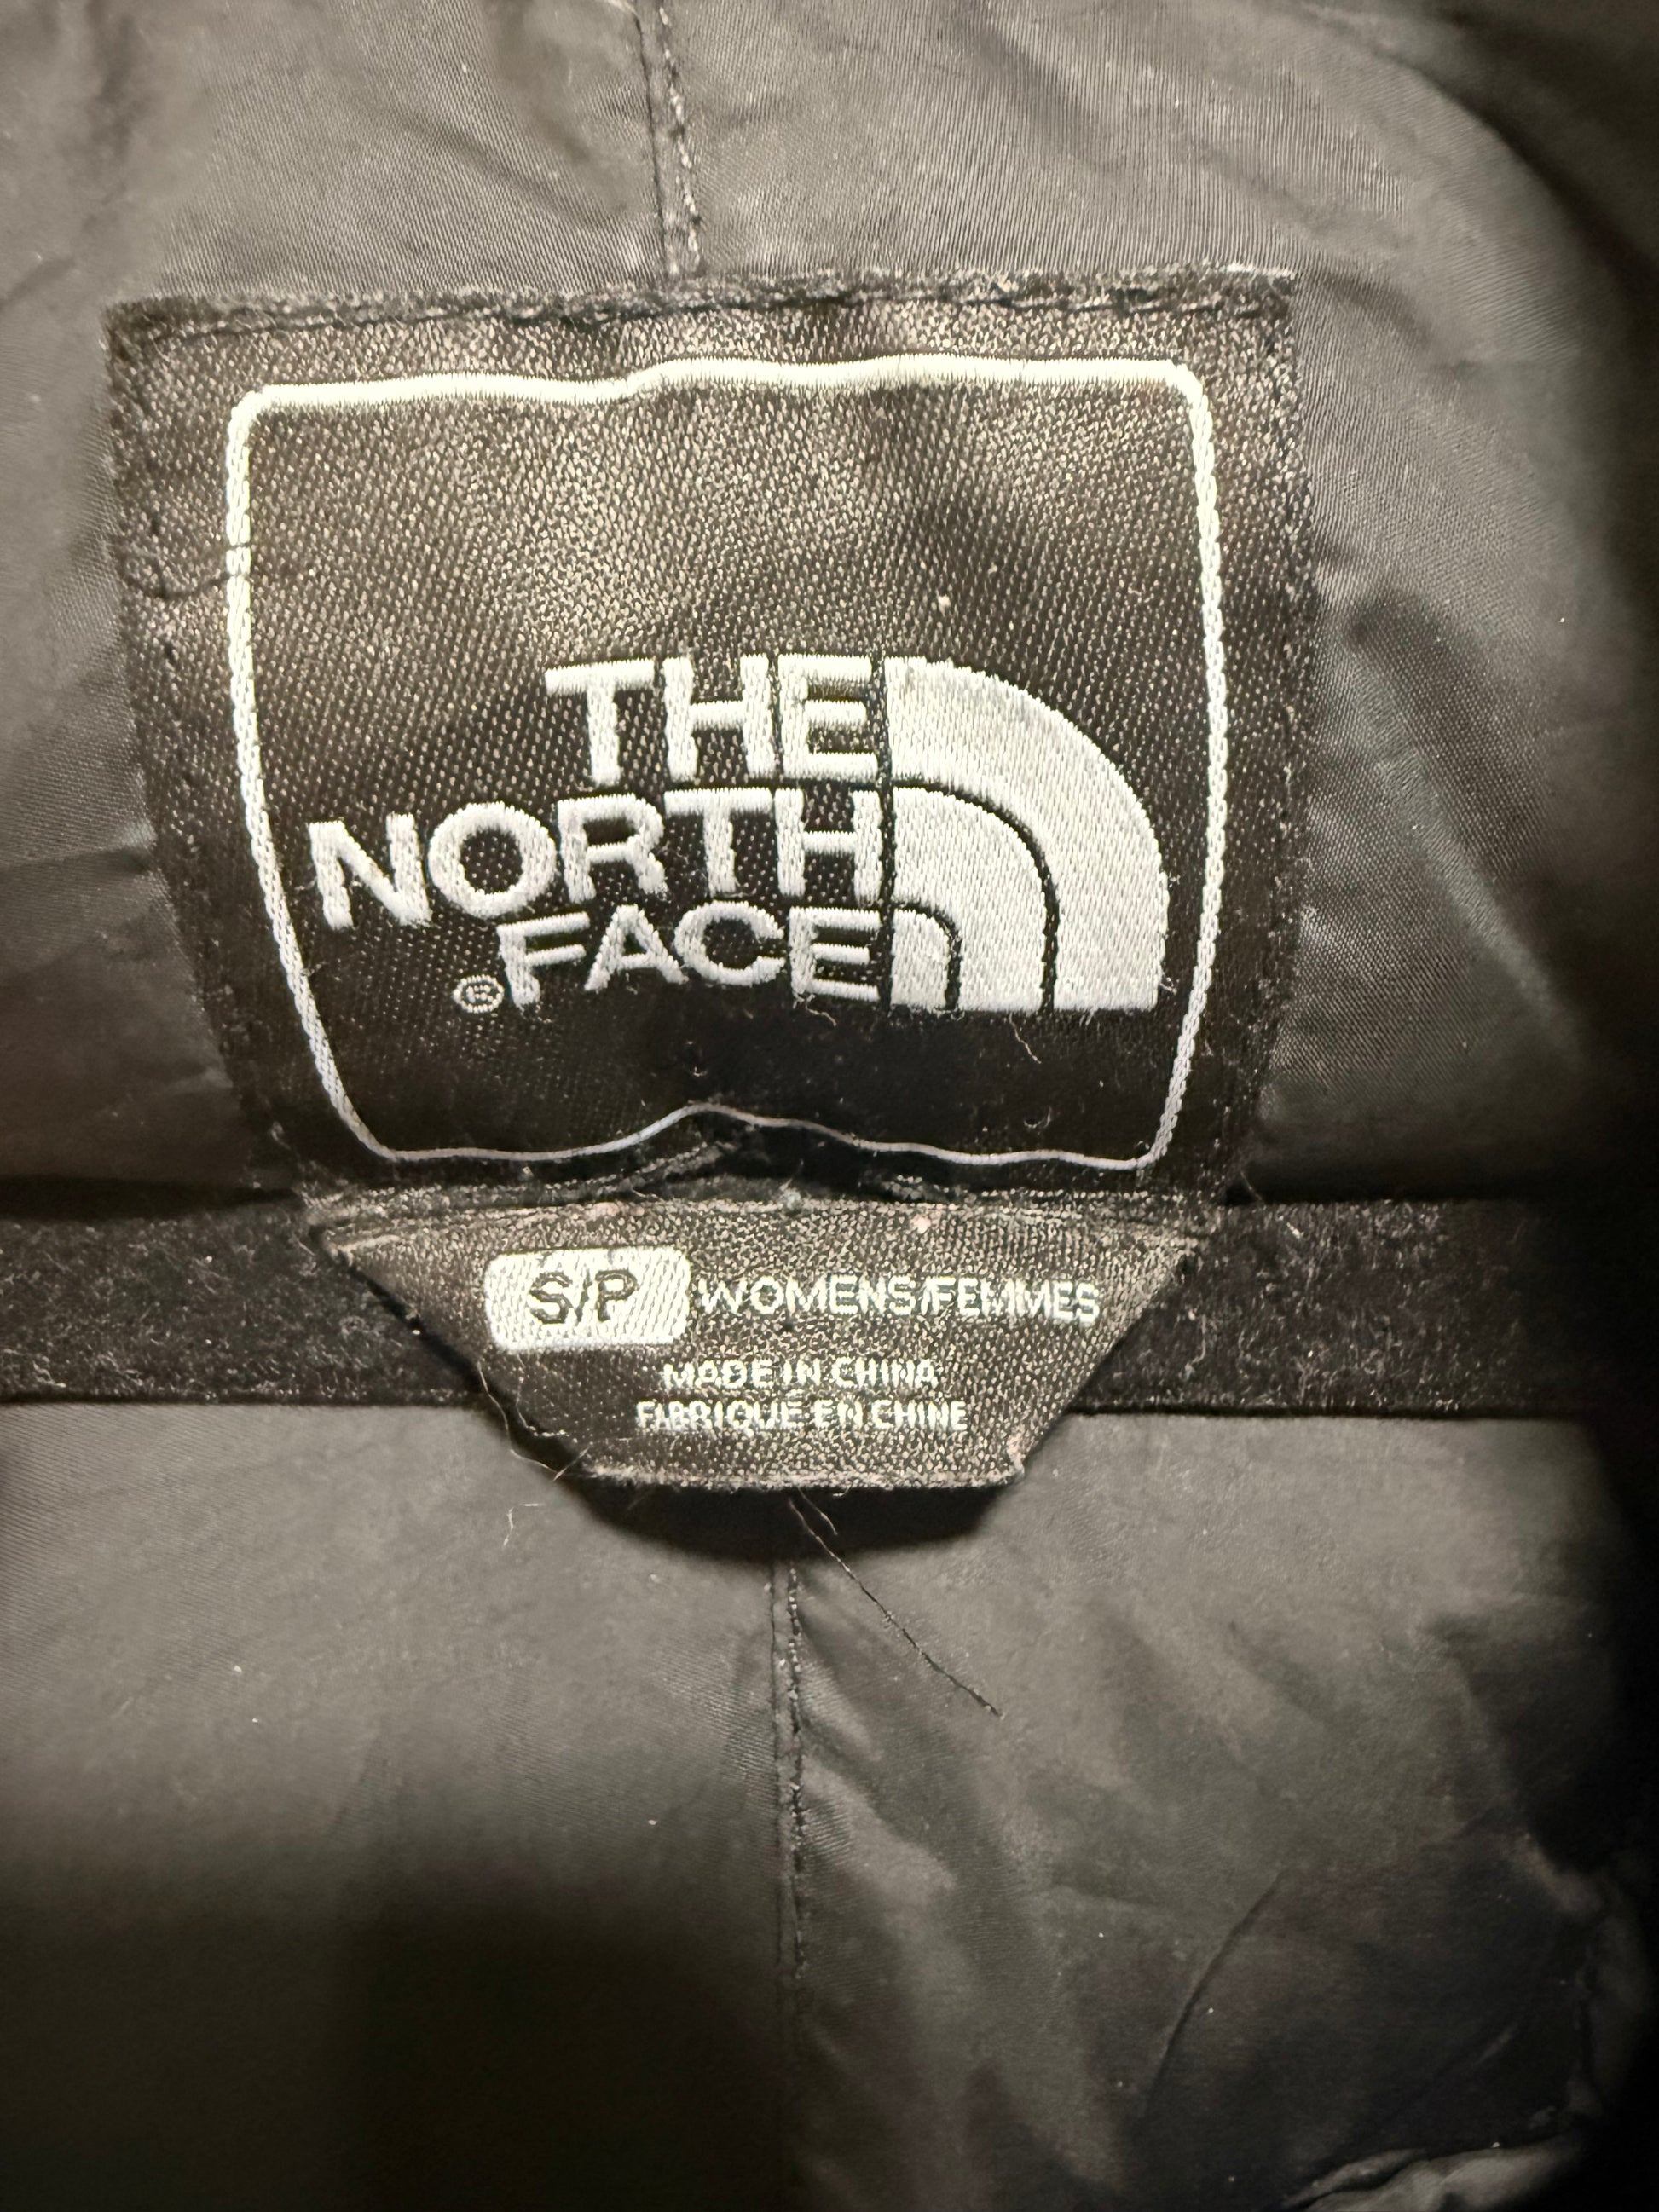 THE
NORTH
FACE
®
S/P WOMENS/FEMMES
MADE IN CHINA
FABRIQUÉ EN CHINE